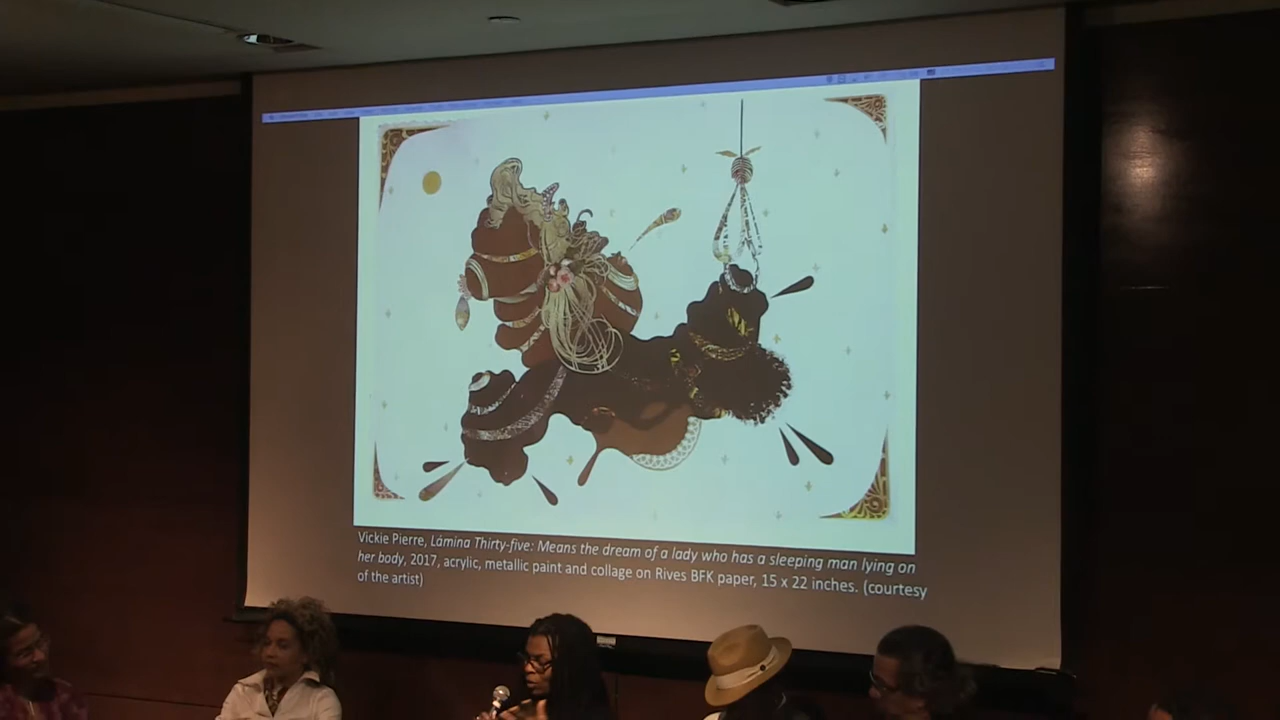 Vickie Pierre, Lámina Thirty-five: Means the dream of a lady who has a sleeping man lying on
her body, 2017, acrylic, metallic paint and collage on Rives BFK paper, 15 x 22 inches. (courtesy
of the artist)